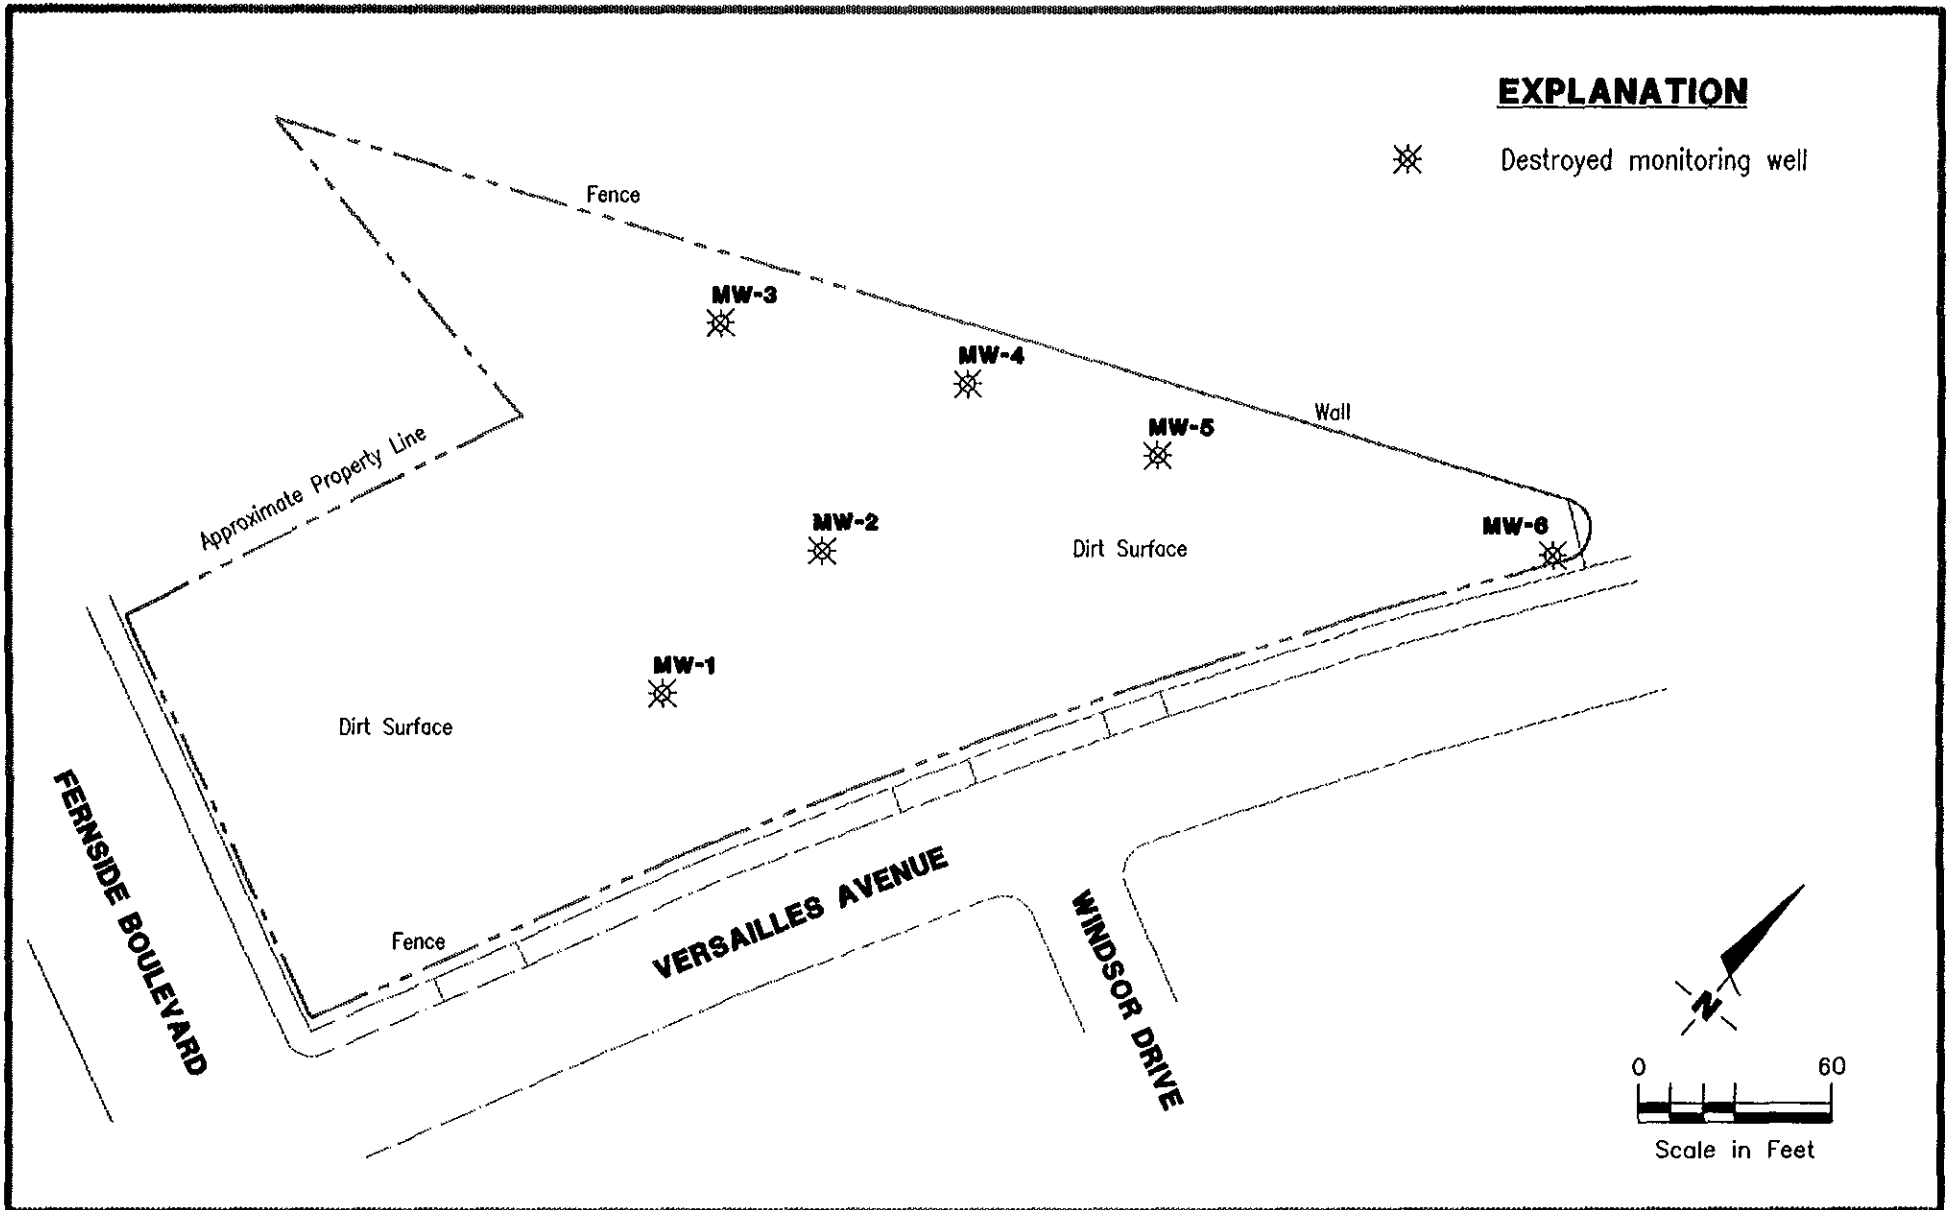 EXPLANATION
Destroyed monitoring well
Fence
MW-3
MW-4
Wall
MW-5
Approximate Property Line
MW-2
MW-6
Dirt Surface
MW-1
Dirt Surface
FERNSIDE BOULEVARD
VERSAILLES AVENUE
WINDSOR DRIVE
Fence
N
0 60
Scale in Feet